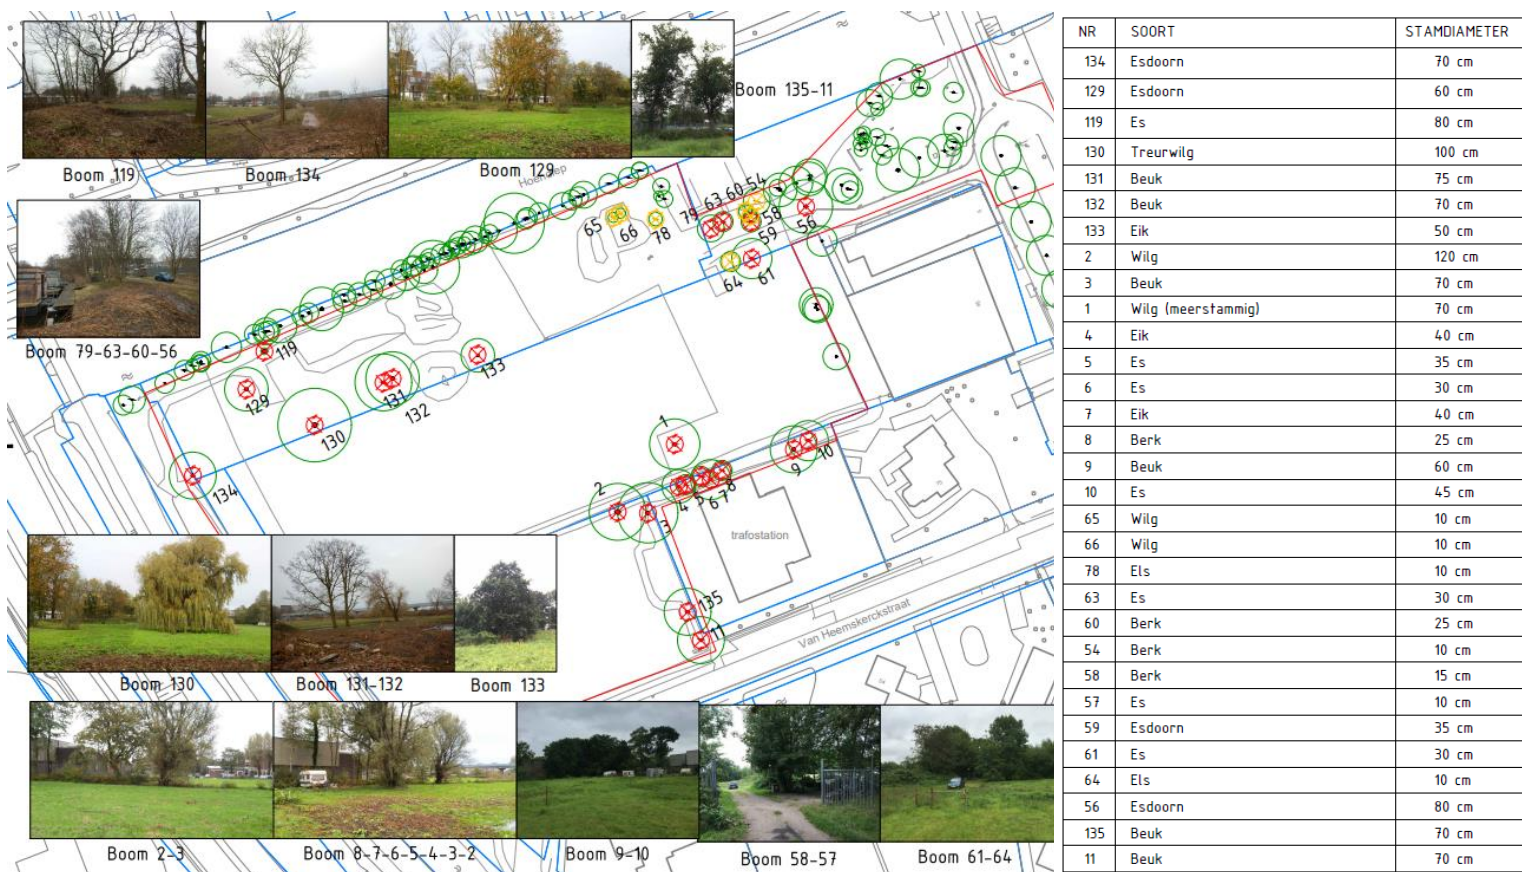 Boom 119
Boom 134
Boom 129
Boom 135-11
Hoendiep
Boom 79-63-60-56
65
66
78
79-63-60-54
58
59
56
64
61
119
129
130
131
132
133
134
1
2
3
4
5
6
7
8
9
10
135
11
trafostation
Van Heemskerckstraat
Boom 130
Boom 131-132
Boom 133
Boom 2-3
Boom 8-7-6-5-4-3-2
Boom 9-10
Boom 58-57
Boom 61-64
NR SOORT STAMDIAMETER
134 Esdoorn 70 cm
129 Esdoorn 60 cm
119 Es 80 cm
130 Treurwilg 100 cm
131 Beuk 75 cm
132 Beuk 70 cm
133 Eik 50 cm
2 Wilg 120 cm
3 Beuk 70 cm
1 Wilg (meerstammig) 70 cm
4 Eik 40 cm
5 Es 35 cm
6 Es 30 cm
7 Eik 40 cm
8 Berk 25 cm
9 Beuk 60 cm
10 Es 45 cm
65 Wilg 10 cm
66 Wilg 10 cm
78 Els 10 cm
63 Es 30 cm
60 Berk 25 cm
54 Berk 10 cm
58 Berk 15 cm
57 Es 10 cm
59 Esdoorn 35 cm
61 Es 30 cm
64 Els 10 cm
56 Esdoorn 80 cm
135 Beuk 70 cm
11 Beuk 70 cm